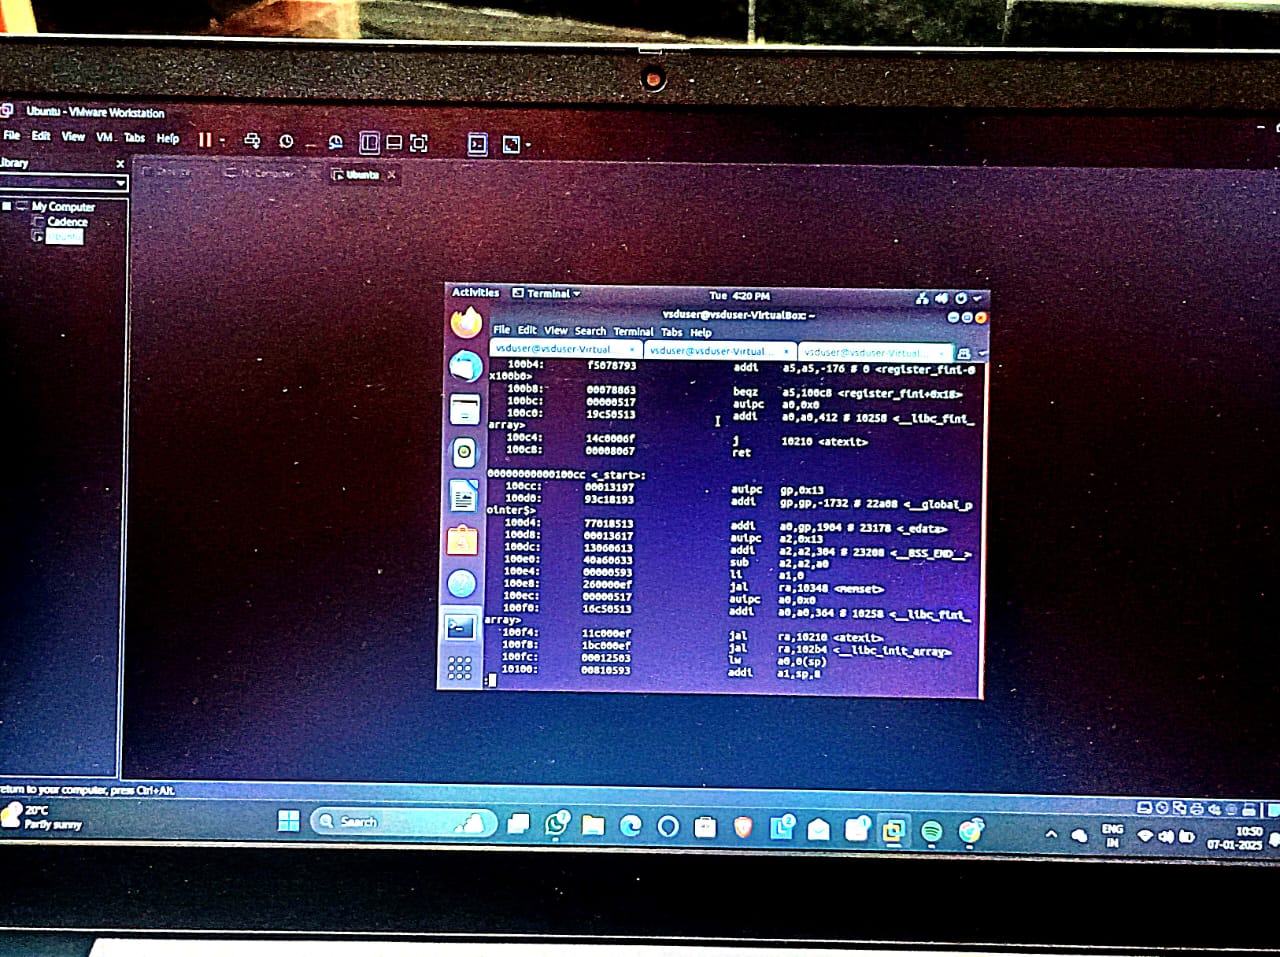 Ubuntu - VMware Workstation
File Edit View VM Tabs Help
Library
My Computer
Ubuntu
My Computer
Cadence
Activities Terminal Tue 4:20 PM
vsduser@vsduser-VirtualBox: ~
File Edit View Search Terminal Tabs Help
vsduser@vsduser-Virtual vsduser@vsduser-Virtual... vsduser@vsduser-Virtual...
100b4: f5078793 addi a5,a5,-176 # 0 <register_fini-0
x100b0>
100b8: 00078863 beqz a5,100c8 <register_fini+0x18>
100bc: 00000517 auipc a0,0x0
100c0: 19c50513 addi a0,a0,412 # 10258 <__libc_fini_
array>
100c4: 14c0006f j 10210 <atexit>
100c8: 00008067 ret
00000000000100cc <_start>:
100cc: 00013197 auipc gp,0x13
100d0: 93c18193 addi gp,gp,-1732 # 22a08 <__global_p
ointer$>
100d4: 77018513 addi a0,gp,1904 # 23178 <_edata>
100d8: 00013617 auipc a2,0x13
100dc: 13060613 addi a2,a2,304 # 23208 <__BSS_END__>
100e0: 40a60633 sub a2,a2,a0
100e4: 00000593 li a1,0
100e8: 260000ef jal ra,10348 <memset>
100ec: 00000517 auipc a0,0x0
100f0: 16c50513 addi a0,a0,364 # 10258 <__libc_fini_
array>
100f4: 11c000ef jal ra,10210 <atexit>
100f8: 1bc000ef jal ra,102b4 <__libc_init_array>
100fc: 00012503 lw a0,0(sp)
10100: 00810593 addi a1,sp,8
:
return to your computer, press Ctrl+Alt.
20°C
Partly sunny
Search
ENG
IN
10:50
07-01-2025